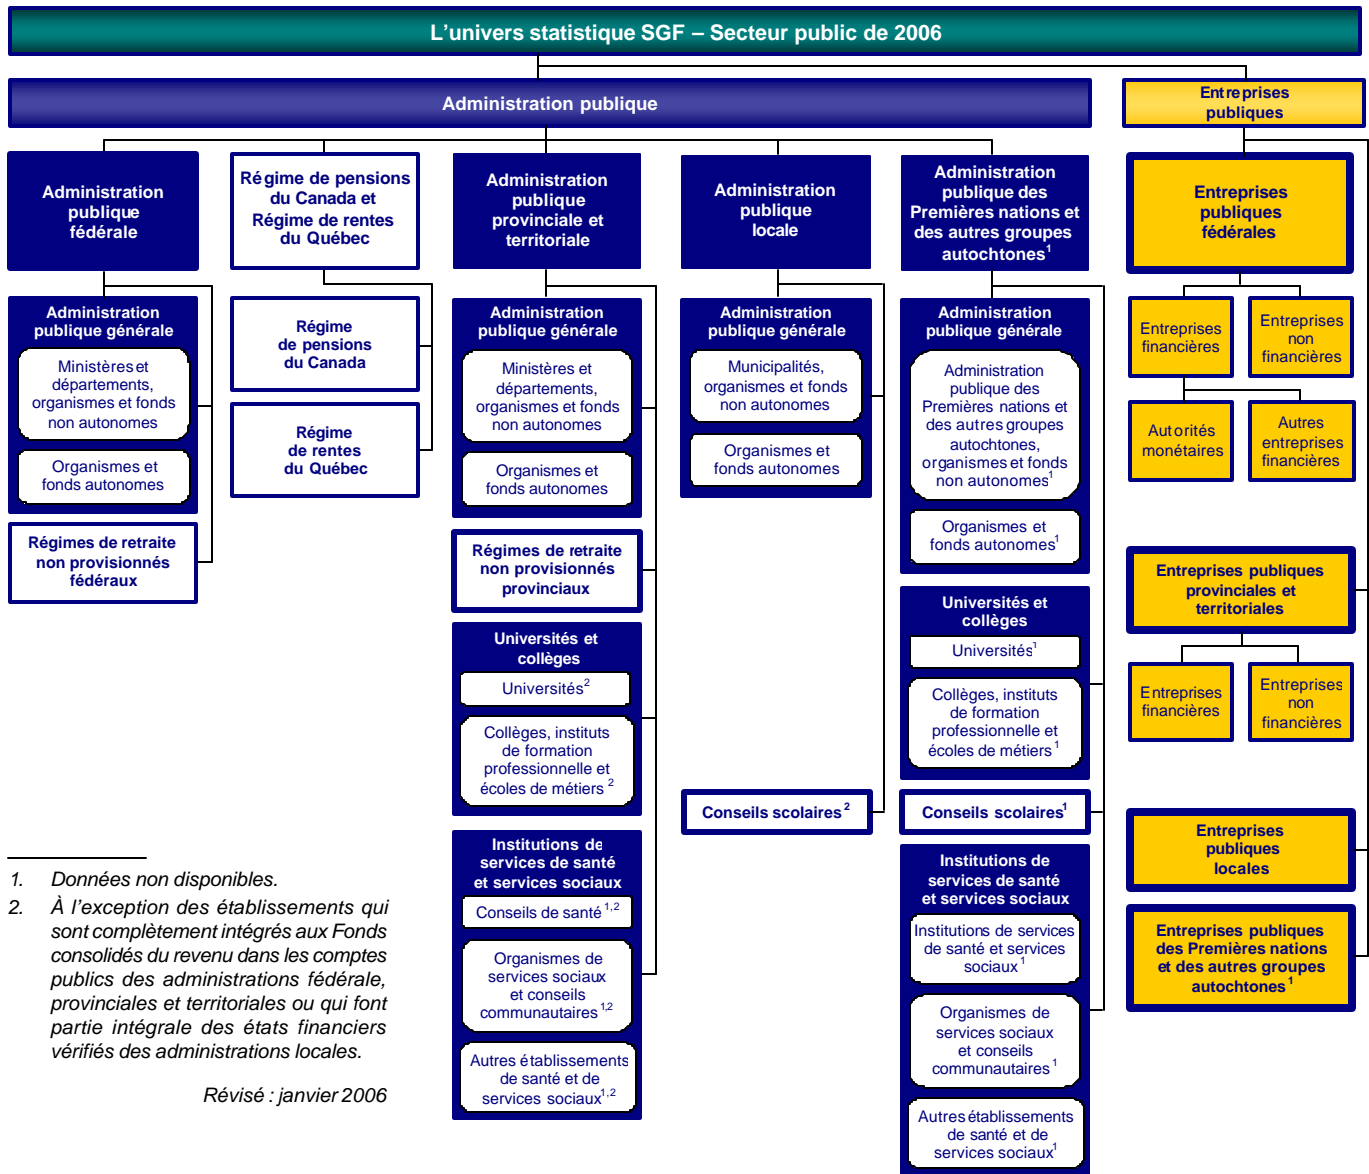 L'univers statistique SGF – Secteur public de 2006
Administration publique
Entreprises
publiques
Administration
publique
fédérale
Régime de pensions
du Canada et
Régime de rentes
du Québec
Administration
publique
provinciale et
territoriale
Administration
publique
locale
Administration
publique des
Premières nations et
des autres groupes
autochtones1
Entreprises
publiques
fédérales
Administration
publique générale
Ministères et
départements,
organismes et fonds
non autonomes
Organismes et
fonds autonomes
Régimes de retraite
non provisionnés
fédéraux
Régime
de pensions
du Canada
Régime
de rentes
du Québec
Administration
publique générale
Ministères et
départements,
organismes et fonds
non autonomes
Organismes et
fonds autonomes
Régimes de retraite
non provisionnés
provinciaux
Universités et
collèges
Universités2
Collèges, instituts
de formation
professionnelle et
écoles de métiers 2
Institutions de
services de santé
et services sociaux
Conseils de santé 1,2
Organismes de
services sociaux
et conseils
communautaires 1,2
Autres établissements
de santé et de
services sociaux1,2
Administration
publique générale
Municipalités,
organismes et fonds
non autonomes
Organismes et
fonds autonomes
Conseils scolaires 2
Administration
publique générale
Administration
publique des
Premières nations et
des autres groupes
autochtones,
organismes et fonds
non autonomes1
Organismes et
fonds autonomes1
Universités et
collèges
Universités1
Collèges, instituts
de formation
professionnelle et
écoles de métiers 1
Conseils scolaires1
Institutions de
services de santé
et services sociaux
Institutions de services
de santé et services
sociaux1
Organismes de
services sociaux
et conseils
communautaires 1
Autres établissements
de santé et de
services sociaux1
Entreprises
financières
Entreprises
non
financières
Autorités
monétaires
Autres
entreprises
financières
Entreprises publiques
provinciales et
territoriales
Entreprises
financières
Entreprises
non
financières
Entreprises
publiques
locales
Entreprises publiques
des Premières nations
et des autres groupes
autochtones 1
1. Données non disponibles.
2. À l'exception des établissements qui
sont complètement intégrés aux Fonds
consolidés du revenu dans les comptes
publics des administrations fédérale,
provinciales et territoriales ou qui font
partie intégrale des états financiers
vérifiés des administrations locales.
Révisé : janvier 2006